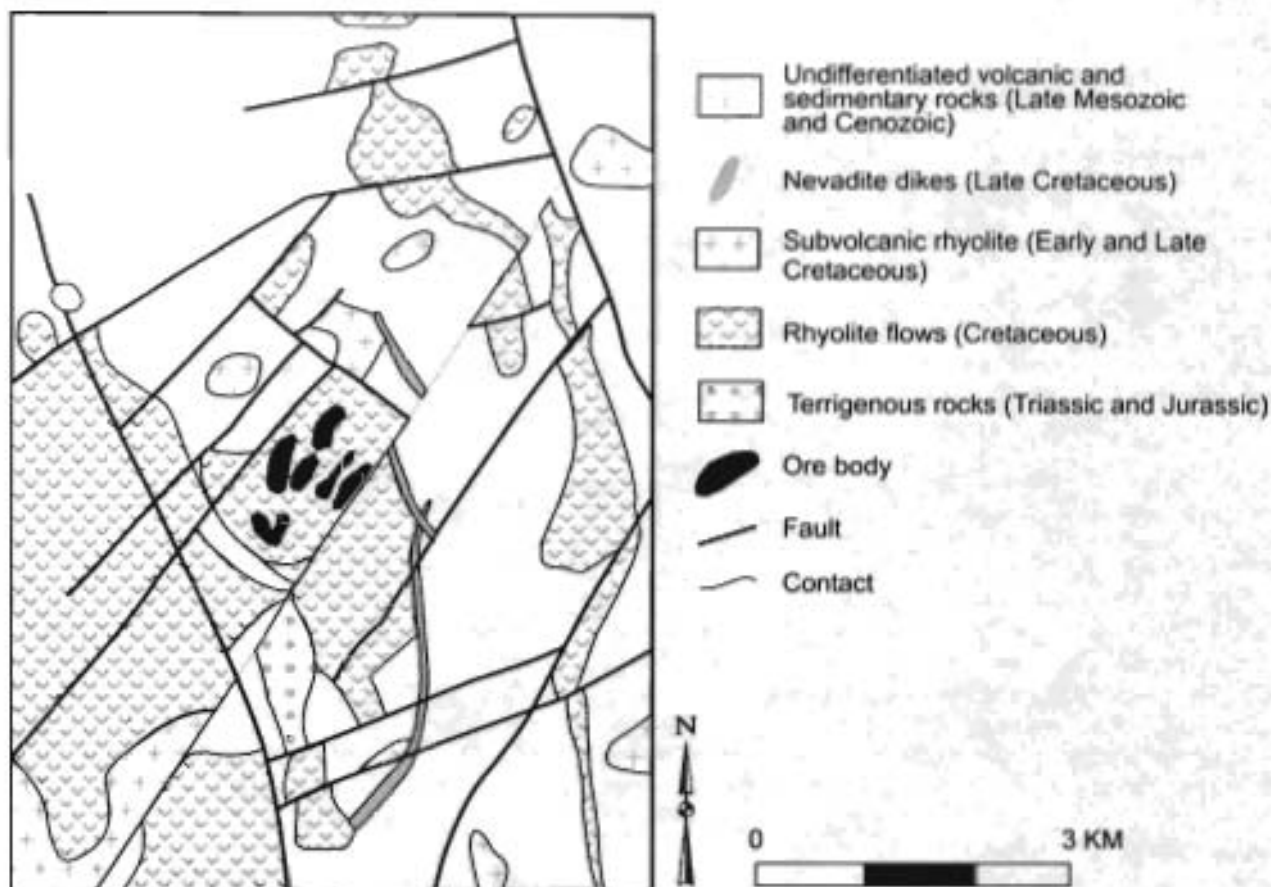 Undifferentiated volcanic and
sedimentary rocks (Late Mesozoic
and Cenozoic)
Nevadite dikes (Late Cretaceous)
Subvolcanic rhyolite (Early and Late
Cretaceous)
Rhyolite flows (Cretaceous)
Terrigenous rocks (Triassic and Jurassic)
Ore body
Fault
Contact
N
0 3 KM